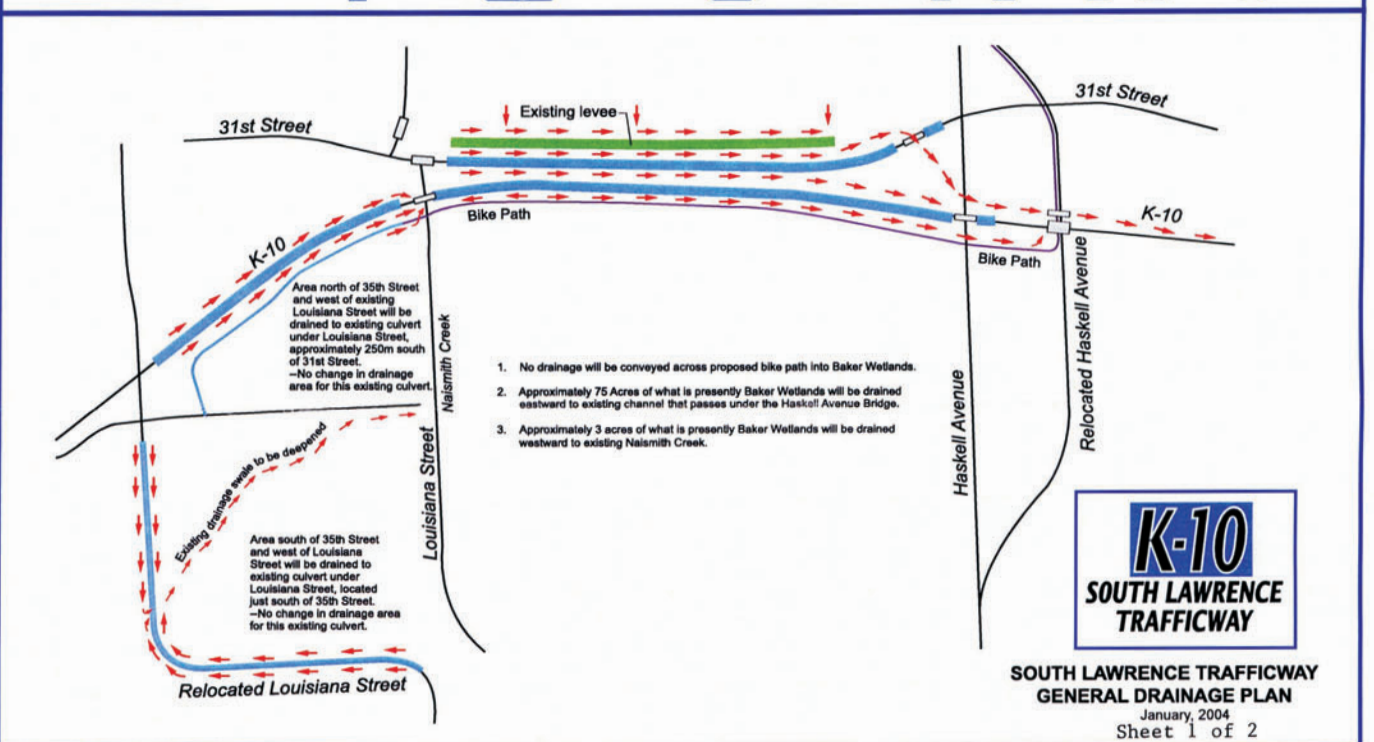 31st Street
Existing levee
31st Street
K-10
Bike Path
K-10
Bike Path
Area north of 35th Street
and west of existing
Louisiana Street will be
drained to existing culvert
under Louisiana Street,
approximately 250m south
of 31st Street.
–No change in drainage
area for this existing culvert.
Naismith Creek
Louisiana Street
1. No drainage will be conveyed across proposed bike path into Baker Wetlands.
2. Approximately 75 Acres of what is presently Baker Wetlands will be drained
eastward to existing channel that passes under the Haskell Avenue Bridge.
3. Approximately 3 acres of what is presently Baker Wetlands will be drained
westward to existing Naismith Creek.
Haskell Avenue
Relocated Haskell Avenue
Existing drainage swale to be deepened
Area south of 35th Street
and west of Louisiana
Street will be drained to
existing culvert under
Louisiana Street, located
just south of 35th Street.
–No change in drainage area
for this existing culvert.
Relocated Louisiana Street
K-10
SOUTH LAWRENCE
TRAFFICWAY
SOUTH LAWRENCE TRAFFICWAY
GENERAL DRAINAGE PLAN
January, 2004
Sheet 1 of 2